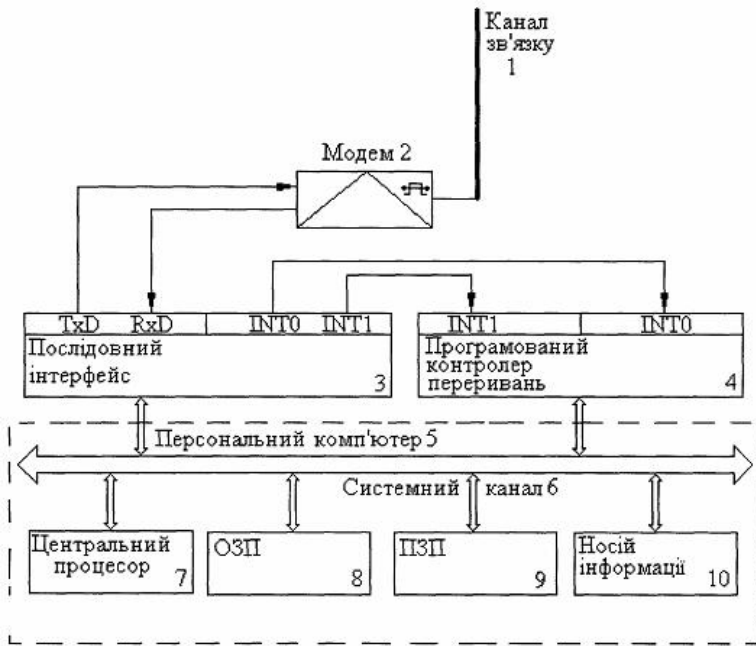 Канал
зв'язку
1
Модем 2
TxD RxD INT0 INT1
INT1 INT0
Послідовний
інтерфейс 3
Програмований
контролер
переривань 4
Персональний комп'ютер 5
Системний канал 6
Центральний
процесор 7
ОЗП
8
ПЗП
9
Носій
інформації 10